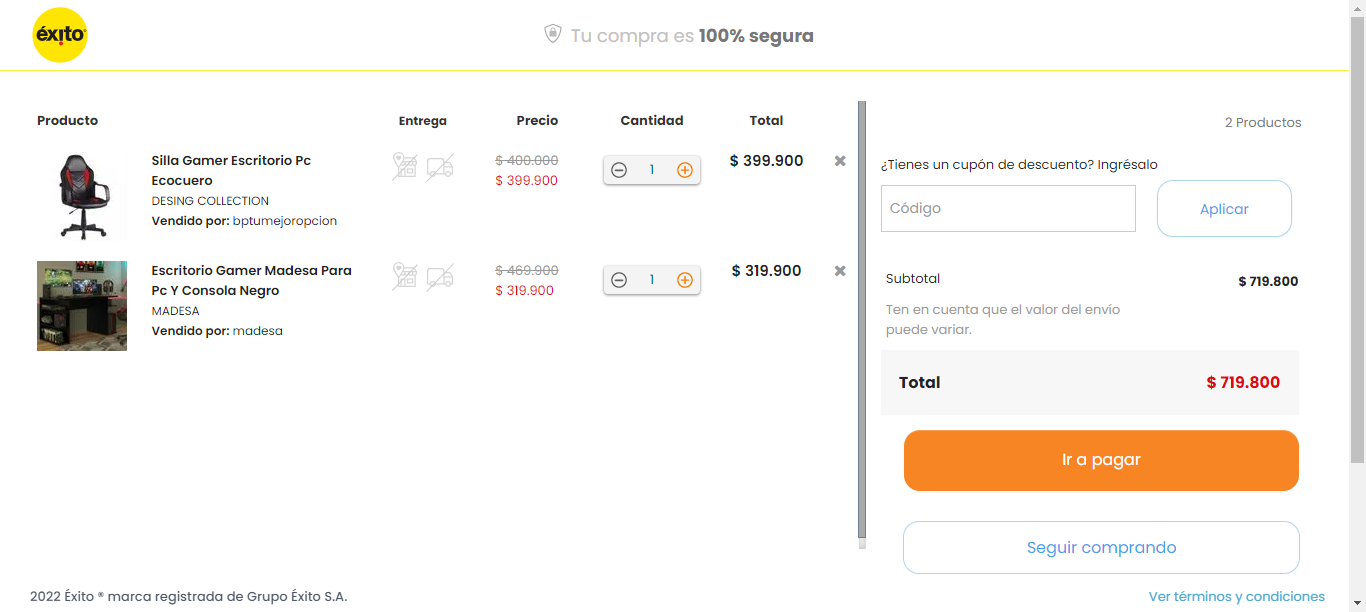 éxito
Tu compra es 100% segura
Producto Entrega Precio Cantidad Total
Silla Gamer Escritorio Pc
Ecocuero
DESING COLLECTION
Vendido por: bptumejoropcion
$ 400.000
$ 399.900
1
$ 399.900
Escritorio Gamer Madesa Para
Pc Y Consola Negro
MADESA
Vendido por: madesa
$ 469.900
$ 319.900
1
$ 319.900
2 Productos
¿Tienes un cupón de descuento? Ingrésalo
Código
Aplicar
Subtotal $ 719.800
Ten en cuenta que el valor del envío
puede variar.
Total $ 719.800
Ir a pagar
Seguir comprando
2022 Éxito ® marca registrada de Grupo Éxito S.A.
Ver términos y condiciones